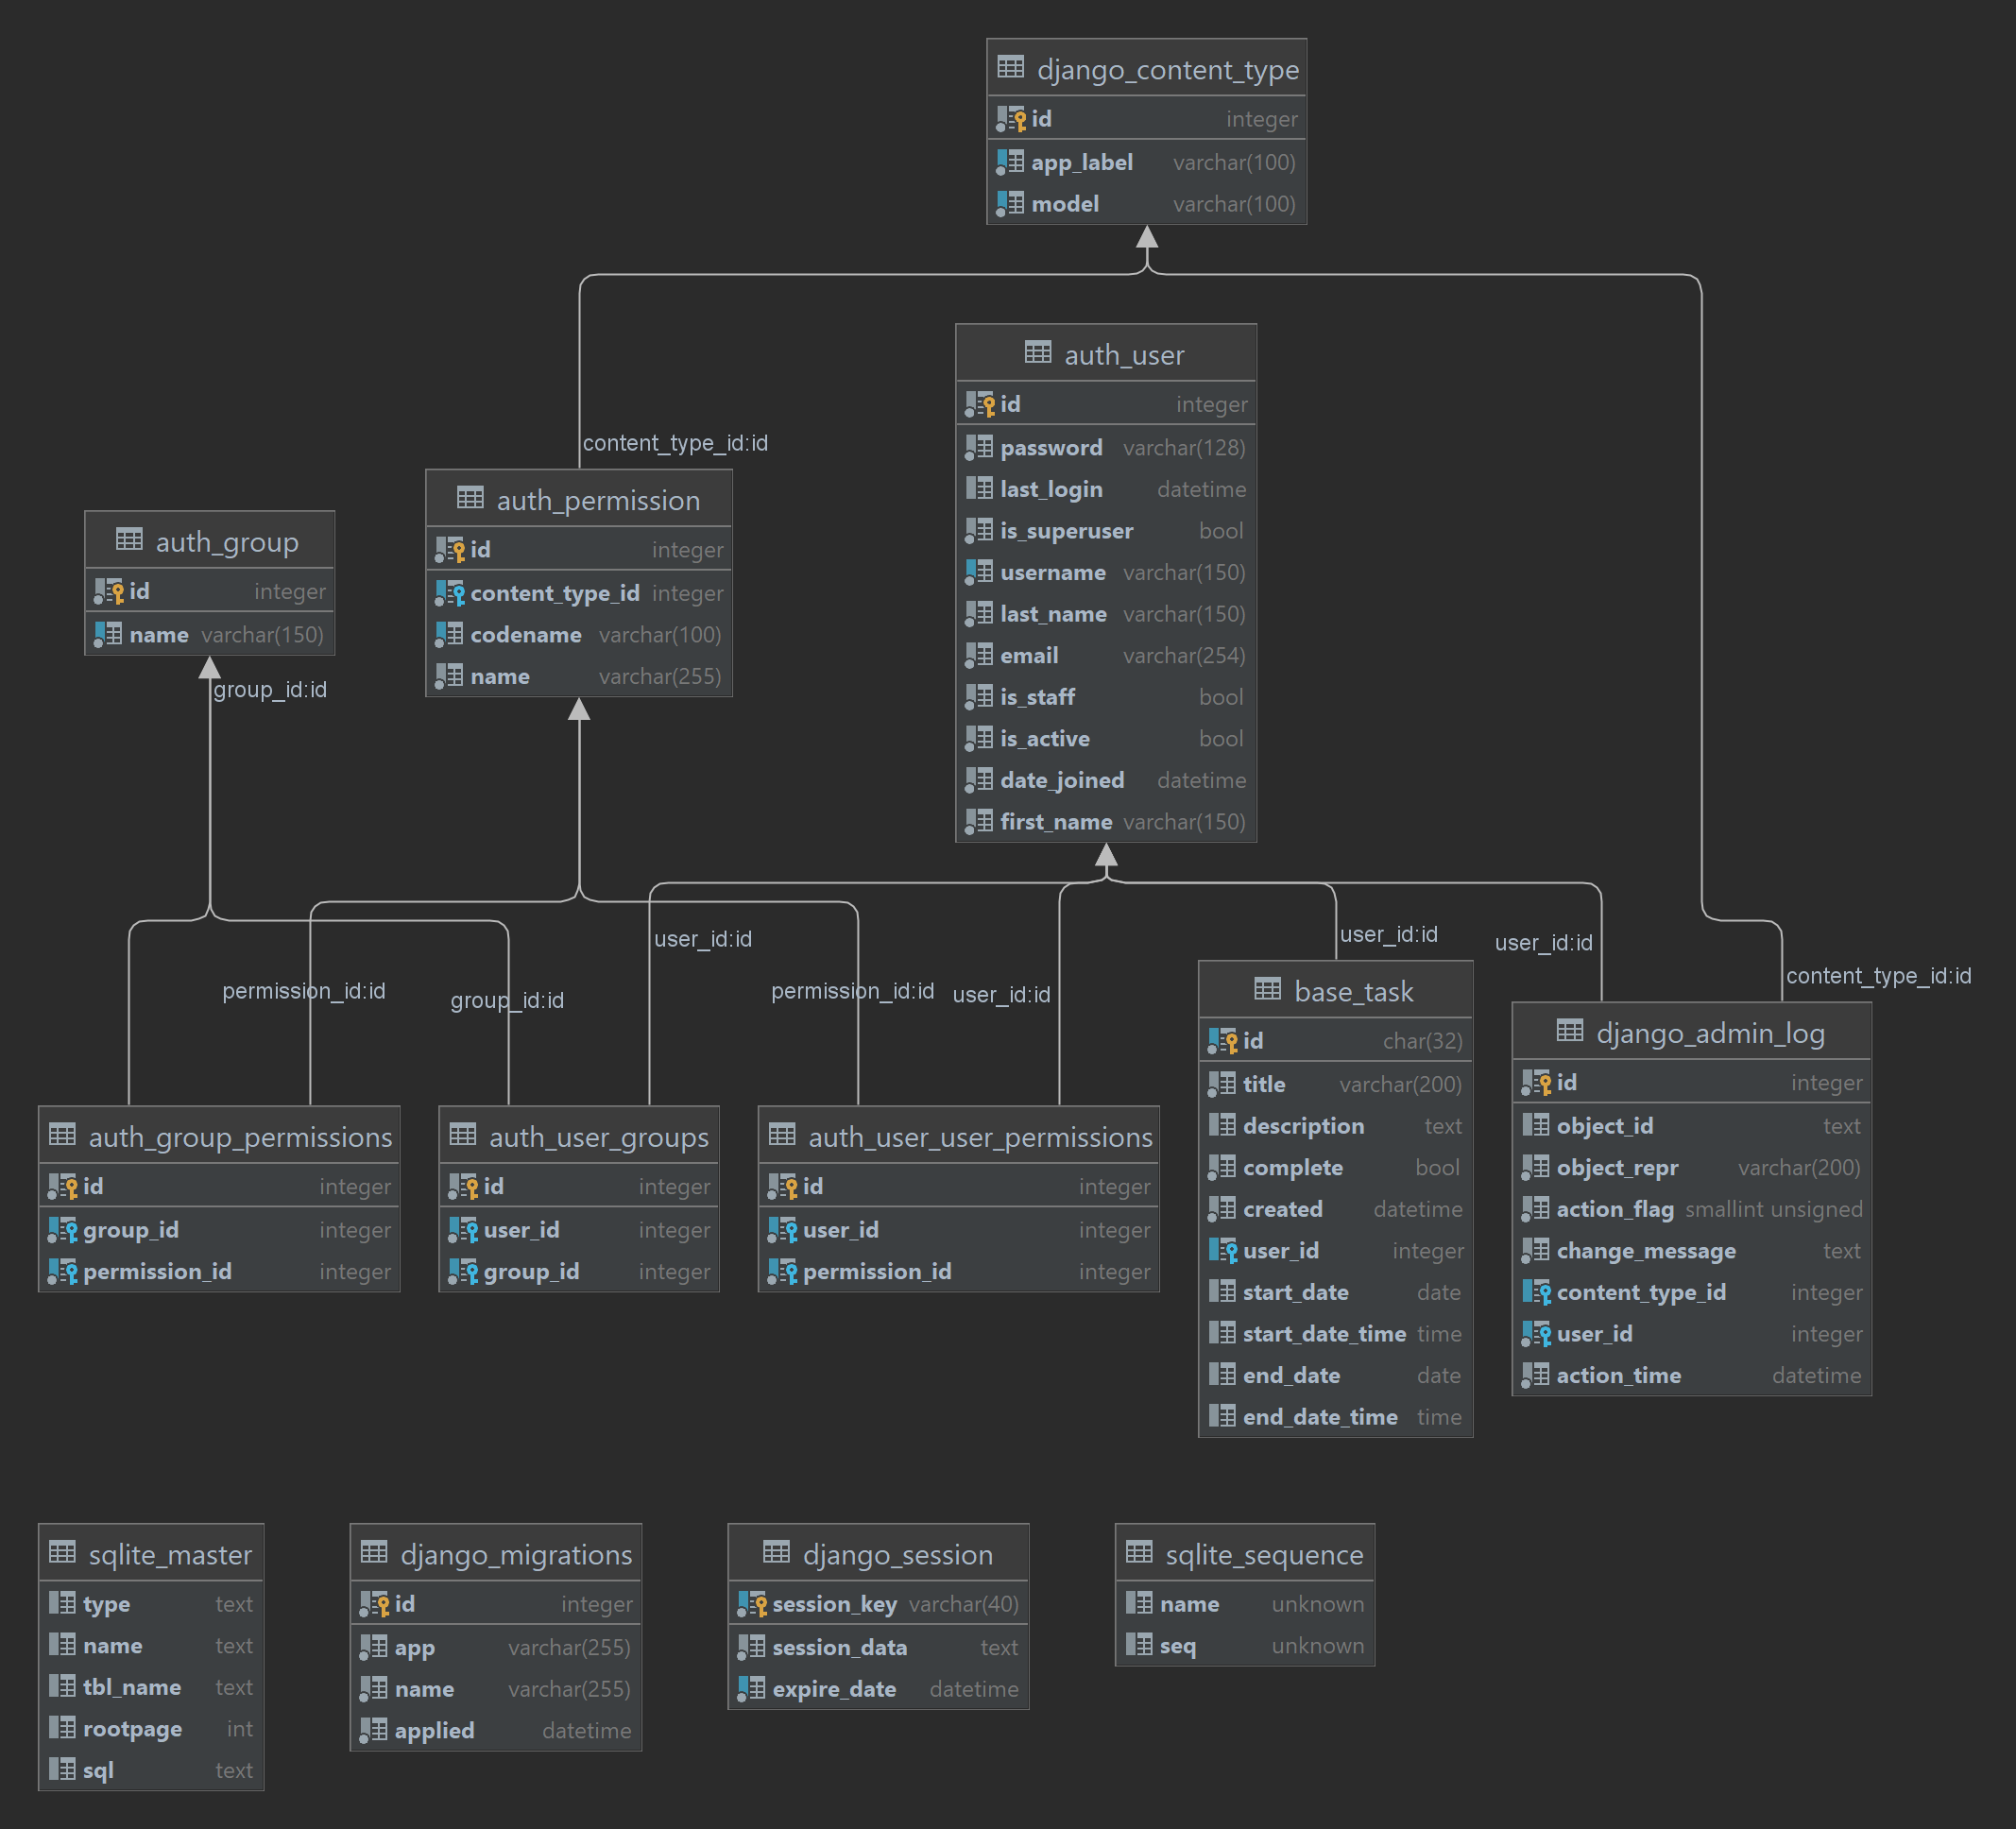 django_content_type
id integer
app_label varchar(100)
model varchar(100)
auth_user
id integer
password varchar(128)
last_login datetime
is_superuser bool
username varchar(150)
last_name varchar(150)
email varchar(254)
is_staff bool
is_active bool
date_joined datetime
first_name varchar(150)
content_type_id:id
auth_permission
id integer
content_type_id integer
codename varchar(100)
name varchar(255)
auth_group
id integer
name varchar(150)
group_id:id
permission_id:id
group_id:id
user_id:id
permission_id:id
user_id:id
user_id:id
user_id:id
content_type_id:id
auth_group_permissions
id integer
group_id integer
permission_id integer
auth_user_groups
id integer
user_id integer
group_id integer
auth_user_user_permissions
id integer
user_id integer
permission_id integer
base_task
id char(32)
title varchar(200)
description text
complete bool
created datetime
user_id integer
start_date date
start_date_time time
end_date date
end_date_time time
django_admin_log
id integer
object_id text
object_repr varchar(200)
action_flag smallint unsigned
change_message text
content_type_id integer
user_id integer
action_time datetime
sqlite_master
type text
name text
tbl_name text
rootpage int
sql text
django_migrations
id integer
app varchar(255)
name varchar(255)
applied datetime
django_session
session_key varchar(40)
session_data text
expire_date datetime
sqlite_sequence
name unknown
seq unknown